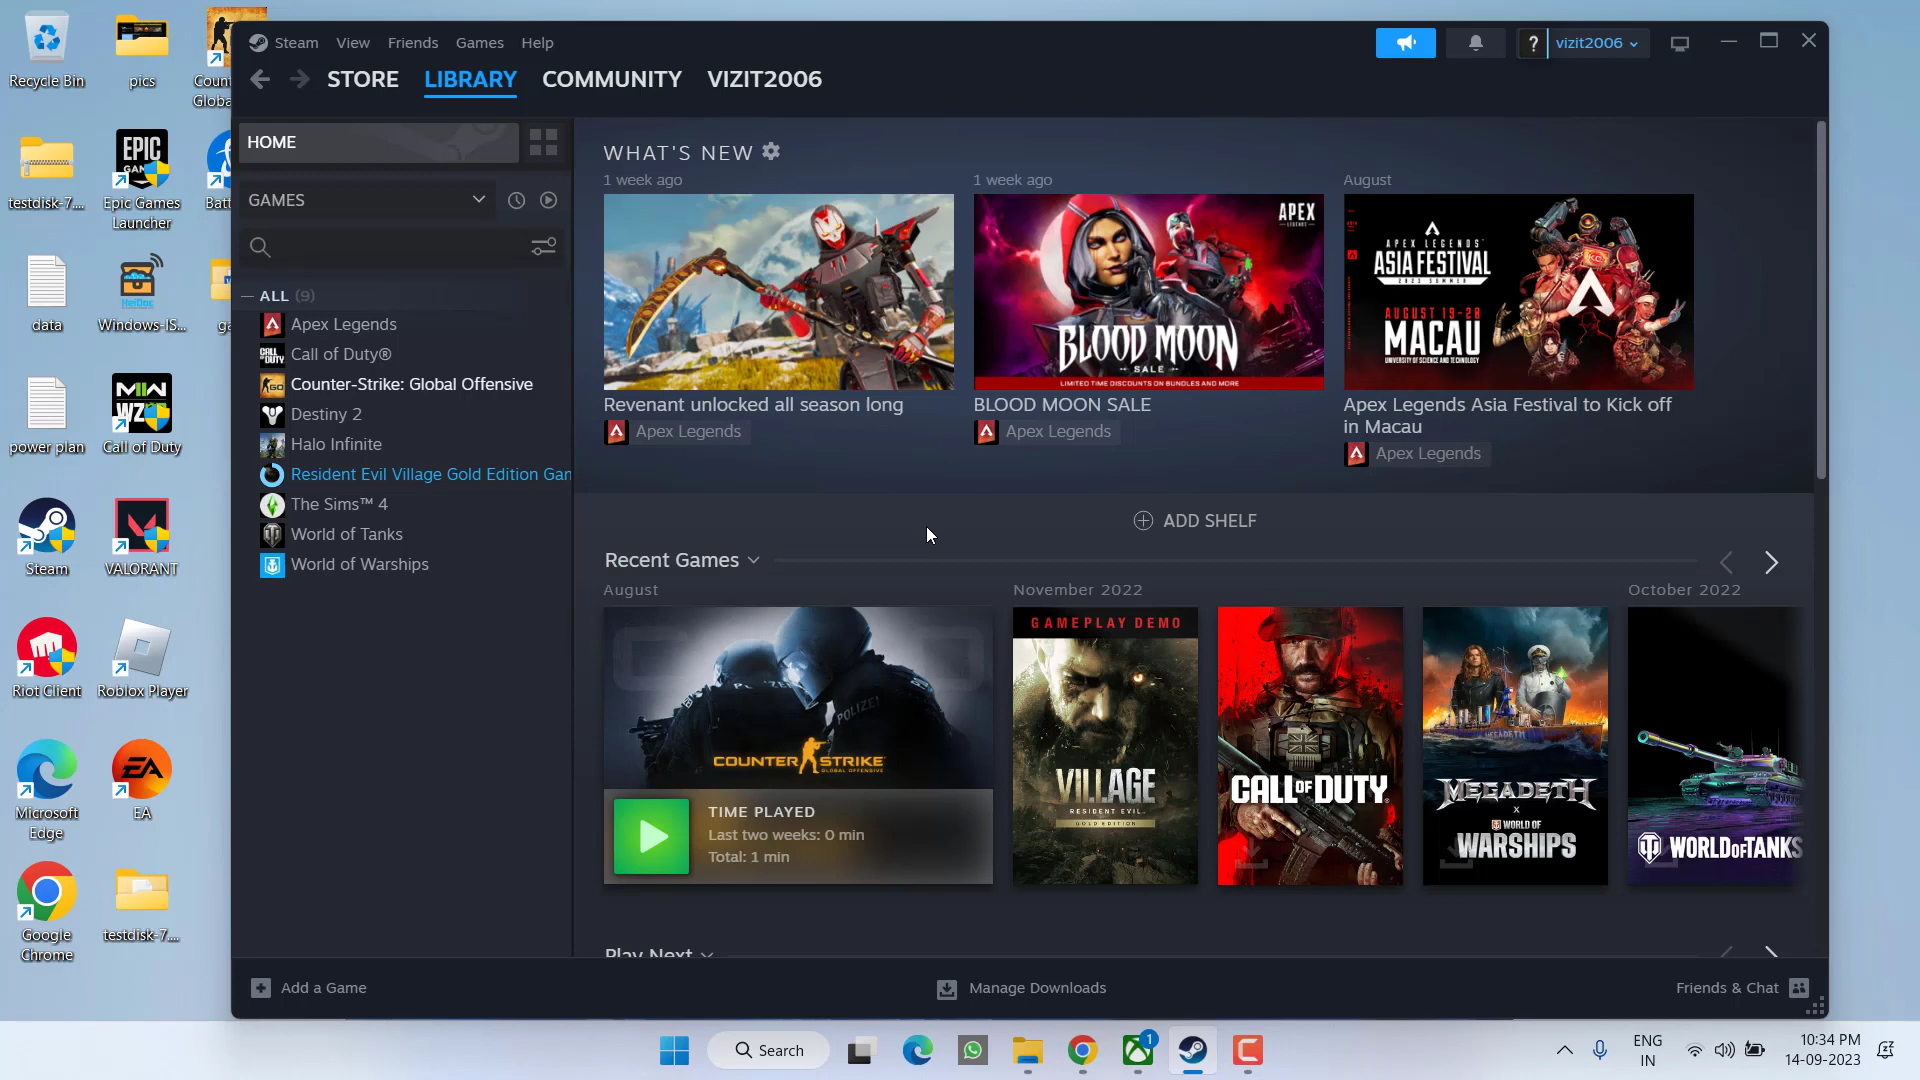 Recycle Bin
pics
Coun
Globa
testdisk-7....
Epic Games
Launcher
Batt
data
Windows-IS...
ga
power plan
Call of Duty
Steam
VALORANT
Riot Client
Roblox Player
Microsoft
Edge
EA
Google
Chrome
testdisk-7....
Steam View Friends Games Help
? vizit2006
STORE LIBRARY COMMUNITY VIZIT2006
HOME
GAMES
— ALL (9)
Apex Legends
Call of Duty®
Counter-Strike: Global Offensive
Destiny 2
Halo Infinite
Resident Evil Village Gold Edition Gam
The Sims™ 4
World of Tanks
World of Warships
WHAT'S NEW
1 week ago
Revenant unlocked all season long
Apex Legends
1 week ago
APEX
LEGENDS
BLOOD MOON
SALE
LIMITED TIME DISCOUNTS ON BUNDLES AND MORE
BLOOD MOON SALE
Apex Legends
August
APEX LEGENDS
ASIA FESTIVAL
2023 SUMMER
AUGUST 19-20
MACAU
UNIVERSITY OF SCIENCE AND TECHNOLOGY
Apex Legends Asia Festival to Kick off
in Macau
Apex Legends
ADD SHELF
Recent Games
August
POLIZEI
COUNTER STRIKE
GLOBAL OFFENSIVE
TIME PLAYED
Last two weeks: 0 min
Total: 1 min
November 2022
GAMEPLAY DEMO
VILLAGE
RESIDENT EVIL
GOLD EDITION
CALL OF DUTY
MEGADETH
X
WORLD OF
WARSHIPS
October 2022
WORLD OF TANKS
Play Next
Add a Game
Manage Downloads
Friends & Chat
Search
1
ENG
IN
10:34 PM
14-09-2023